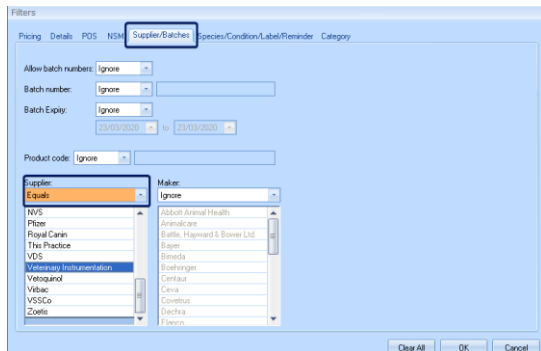 Filters
Pricing Details POS NSM Supplier/Batches Species/Condition/Label/Reminder Category
Allow batch numbers: Ignore
Batch number: Ignore
Batch Expiry: Ignore
23/03/2020 to 23/03/2020
Product code: Ignore
Supplier: Maker:
Equals Ignore
NVS Abbott Animal Health
Pfizer Animalcare
Royal Canin Battle, Hayward & Bower Ltd.
This Practice Bayer
VDS Bimeda
Veterinary Instrumentation Boehringer
Vetoquinol Centaur
Virbac Ceva
VSSCo Covetrus
Zoetis Dechra
Elanco
Clear All OK Cancel